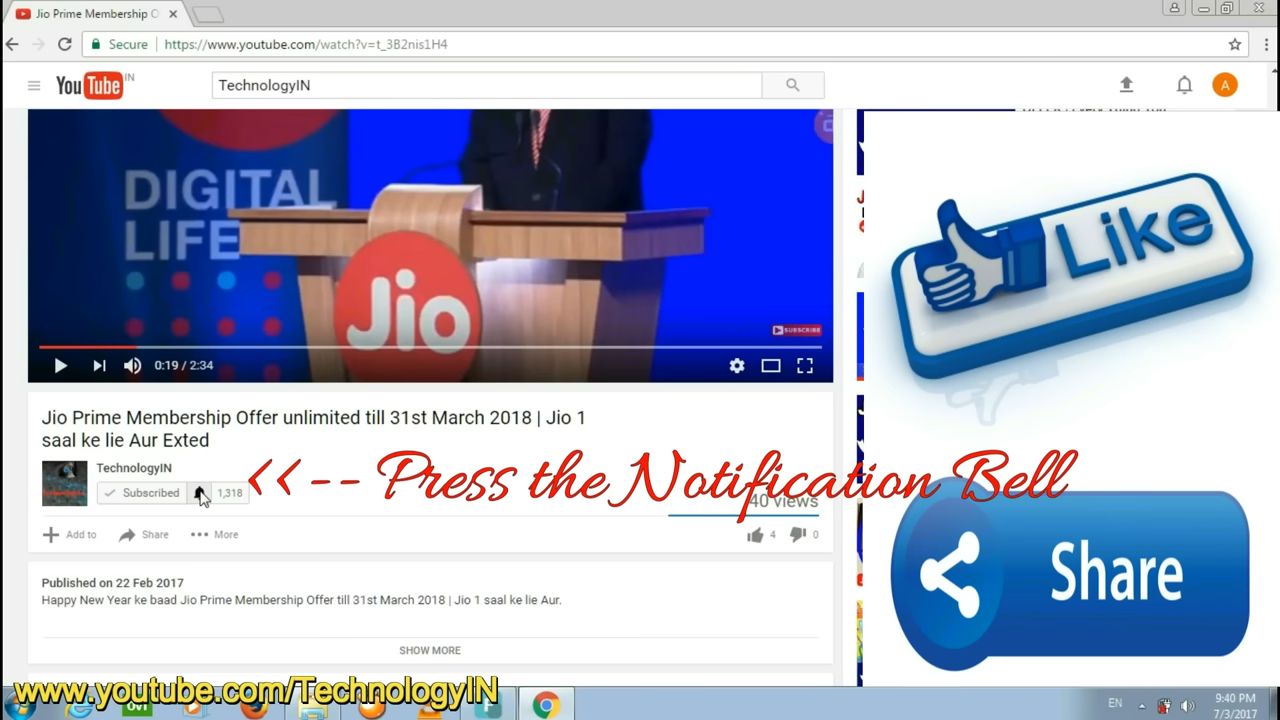 Jio Prime Membership O
Secure
https://www.youtube.com/watch?v=t_3B2nis1H4
YouTube IN
TechnologyIN
A
DIGITAL
LIFE
Jio
SUBSCRIBE
0:19 / 2:34
Like
Jio Prime Membership Offer unlimited till 31st March 2018 | Jio 1
saal ke lie Aur Exted
TechnologyIN
Subscribed
1,318
<<-- Press the Notification Bell
40 views
Add to
Share
More
4
0
Share
Published on 22 Feb 2017
Happy New Year ke baad Jio Prime Membership Offer till 31st March 2018 | Jio 1 saal ke lie Aur.
SHOW MORE
www.youtube.com/TechnologyIN
EN
9:40 PM
7/3/2017